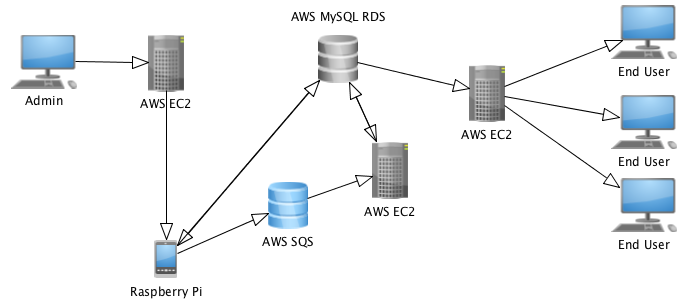 AWS MySQL RDS
End User
Admin
AWS EC2
AWS EC2
End User
AWS EC2
AWS SQS
End User
Raspberry Pi